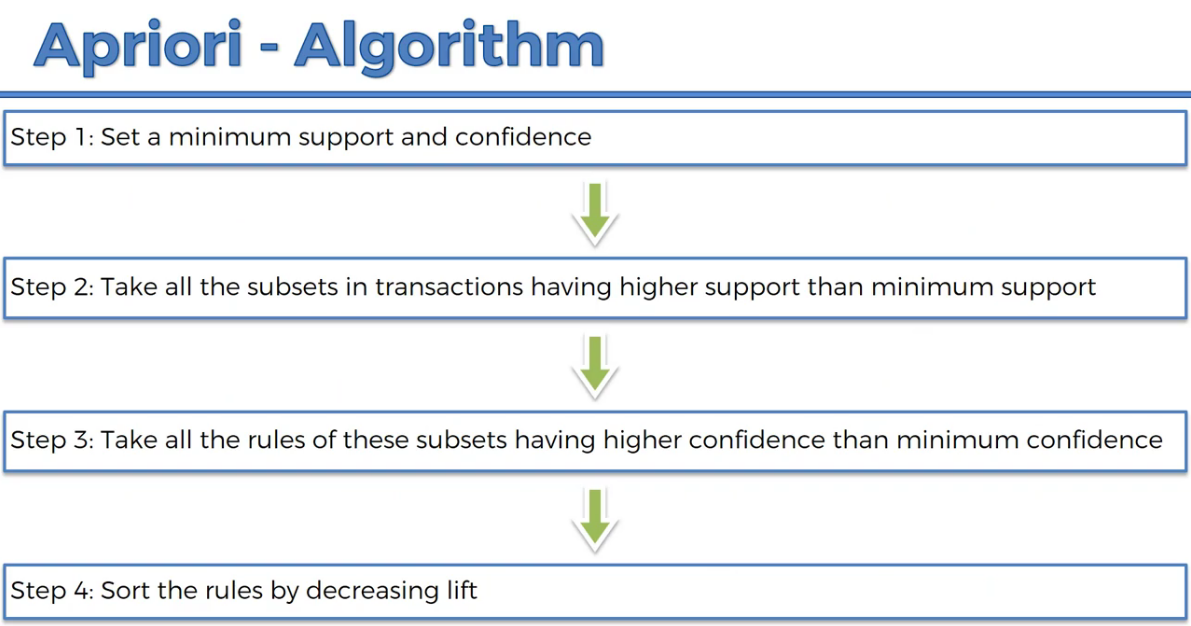 Apriori - Algorithm
Step 1: Set a minimum support and confidence
Step 2: Take all the subsets in transactions having higher support than minimum support
Step 3: Take all the rules of these subsets having higher confidence than minimum confidence
Step 4: Sort the rules by decreasing lift